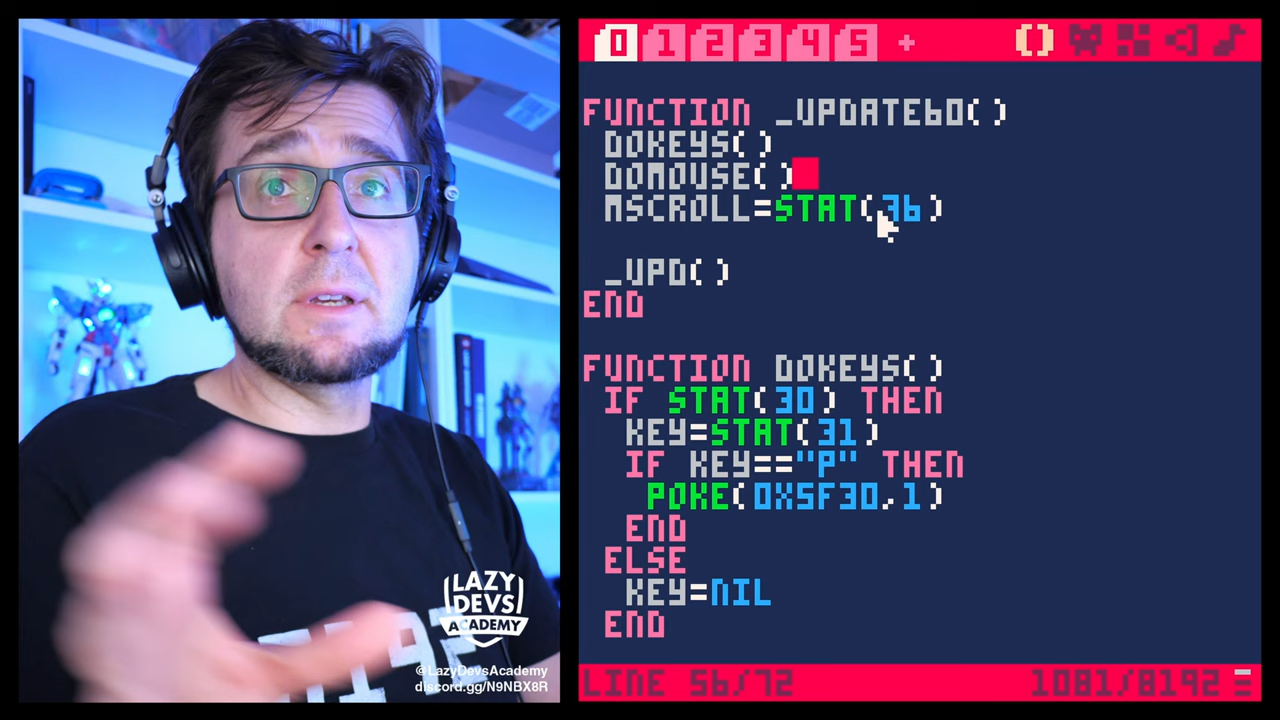 0 1 2 3 4 5 +
FUNCTION _UPDATE60()
DOKEYS()
DOMOUSE()
MSCROLL=STAT(36)
_UPD()
END
FUNCTION DOKEYS()
IF STAT(30) THEN
KEY=STAT(31)
IF KEY=="P" THEN
POKE(0X5F30,1)
END
ELSE
KEY=NIL
END
LINE 56/72 1081/8192
LAZY
DEVS
ACADEMY
@LazyDevsAcademy
discord.gg/N9NBX8R